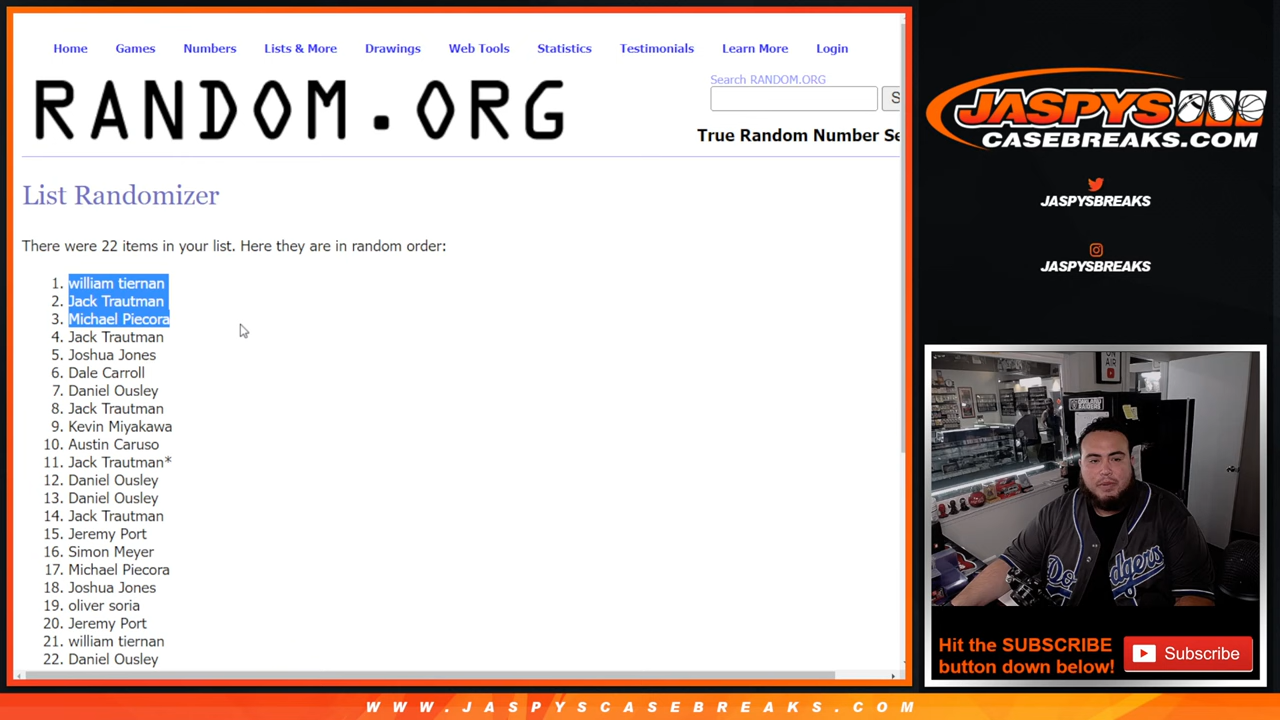 Home Games Numbers Lists & More Drawings Web Tools Statistics Testimonials Learn More Login
RANDOM.ORG
Search RANDOM.ORG
S
True Random Number Se
List Randomizer
There were 22 items in your list. Here they are in random order:
1. william tiernan
2. Jack Trautman
3. Michael Piecora
4. Jack Trautman
5. Joshua Jones
6. Dale Carroll
7. Daniel Ousley
8. Jack Trautman
9. Kevin Miyakawa
10. Austin Caruso
11. Jack Trautman*
12. Daniel Ousley
13. Daniel Ousley
14. Jack Trautman
15. Jeremy Port
16. Simon Meyer
17. Michael Piecora
18. Joshua Jones
19. oliver soria
20. Jeremy Port
21. william tiernan
22. Daniel Ousley
JASPYS
CASEBREAKS.COM
JASPYSBREAKS
JASPYSBREAKS
ON
AIR
Dodgers
Hit the SUBSCRIBE
button down below!
Subscribe
WWW.JASPYSCASEBREAKS.COM